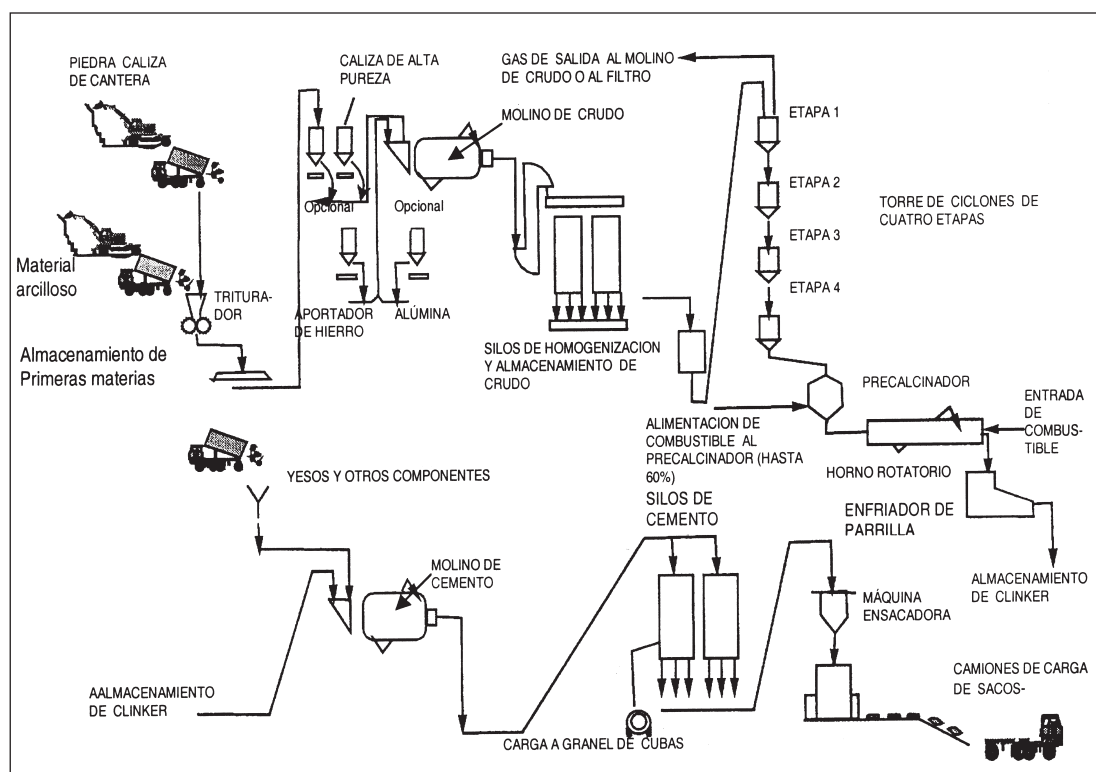 PIEDRA CALIZA
DE CANTERA
CALIZA DE ALTA
PUREZA
GAS DE SALIDA AL MOLINO
DE CRUDO O AL FILTRO
MOLINO DE CRUDO
ETAPA 1
ETAPA 2
ETAPA 3
ETAPA 4
TORRE DE CICLONES DE
CUATRO ETAPAS
Opcional
Opcional
Material
arcilloso
TRITURA-
DOR
APORTADOR
DE HIERRO
ALÚMINA
Almacenamiento de
Primeras materias
SILOS DE HOMOGENIZACION
Y ALMACENAMIENTO DE
CRUDO
PRECALCINADOR
ENTRADA
DE
COMBUS-
TIBLE
ALIMENTACION DE
COMBUSTIBLE AL
PRECALCINADOR (HASTA
60%)
HORNO ROTATORIO
ENFRIADOR DE
PARRILLA
YESOS Y OTROS COMPONENTES
SILOS DE
CEMENTO
MOLINO DE
CEMENTO
ALMACENAMIENTO
DE CLINKER
MÁQUINA
ENSACADORA
AALMACENAMIENTO
DE CLINKER
CAMIONES DE CARGA
DE SACOS-
CARGA A GRANEL DE CUBAS